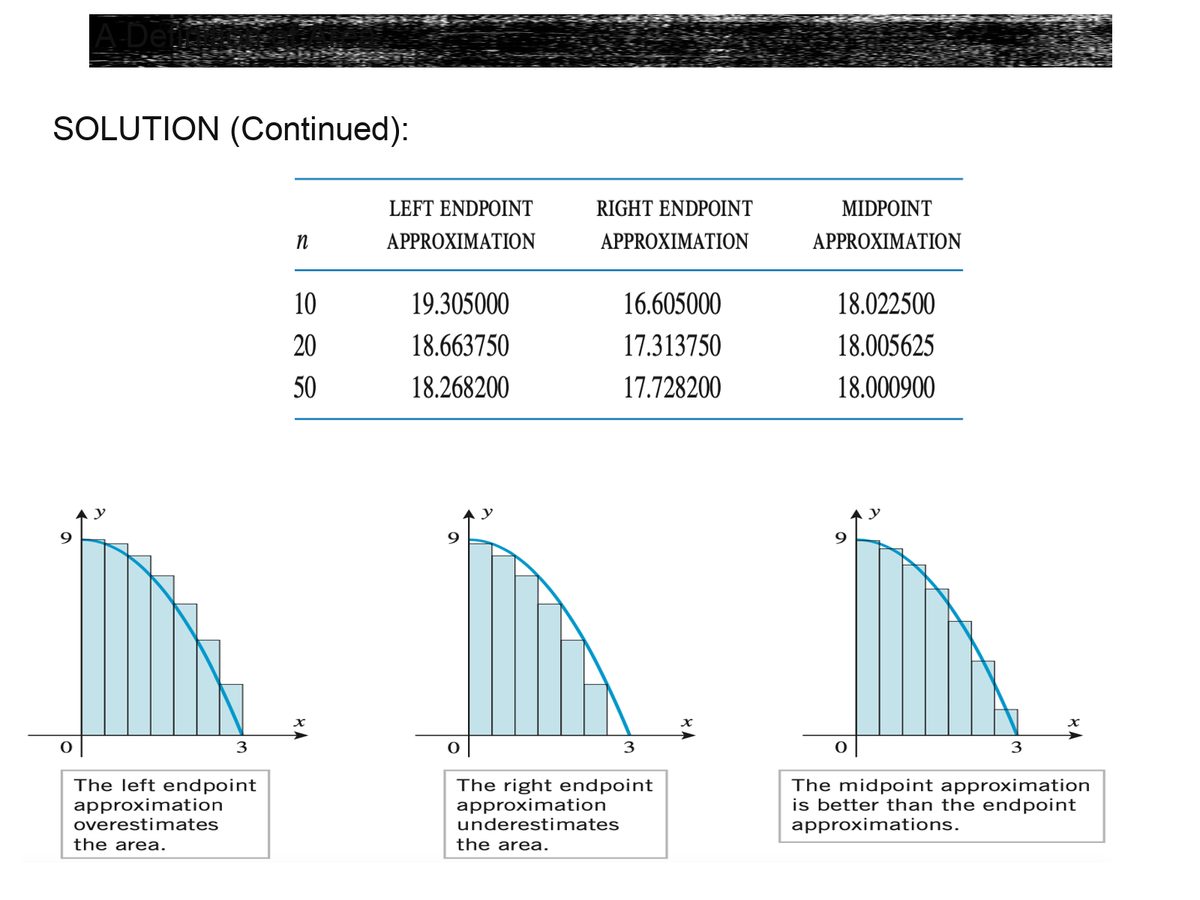 SOLUTION (Continued):
n
LEFT ENDPOINT
APPROXIMATION
RIGHT ENDPOINT
APPROXIMATION
MIDPOINT
APPROXIMATION
10 19.305000 16.605000 18.022500
20 18.663750 17.313750 18.005625
50 18.268200 17.728200 18.000900
y
9
x
0
3
The left endpoint
approximation
overestimates
the area.
y
9
x
0
3
The right endpoint
approximation
underestimates
the area.
y
9
x
0
3
The midpoint approximation
is better than the endpoint
approximations.